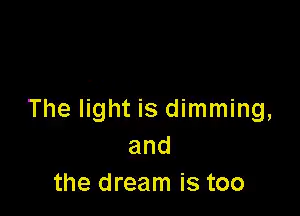 The light is dimming,
and
the dream is too